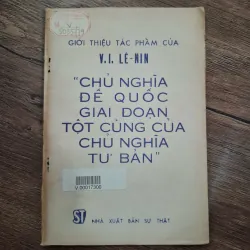 GIỚI THIỆU TÁC PHẨM CỦA
V.I. LÊ-NIN
"CHỦ NGHĨA
ĐẾ QUỐC
GIAI ĐOẠN
TỘT CÙNG CỦA
CHỦ NGHĨA
TƯ BẢN"
V-D0017308
ST NHÀ XUẤT BẢN SỰ THẬT